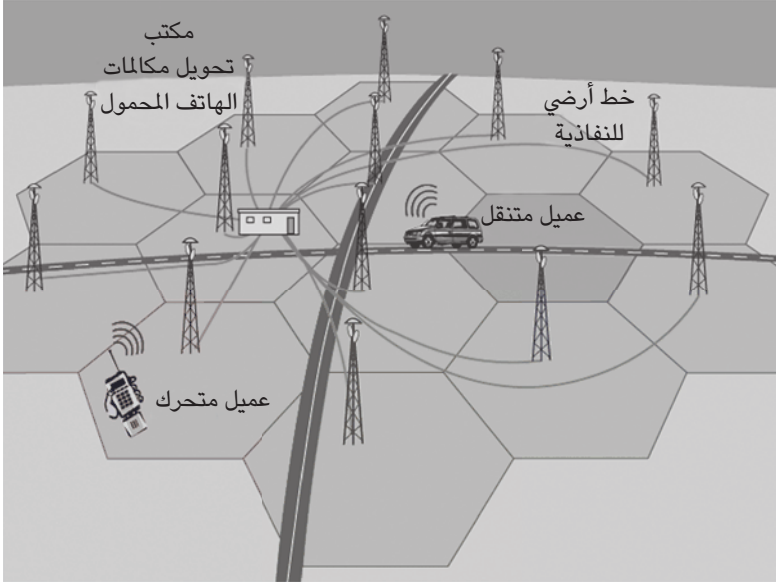 مكتب
تحويل مكالمات
الهاتف المحمول
خط أرضي
للنفاذية
عميل متنقل
عميل متحرك